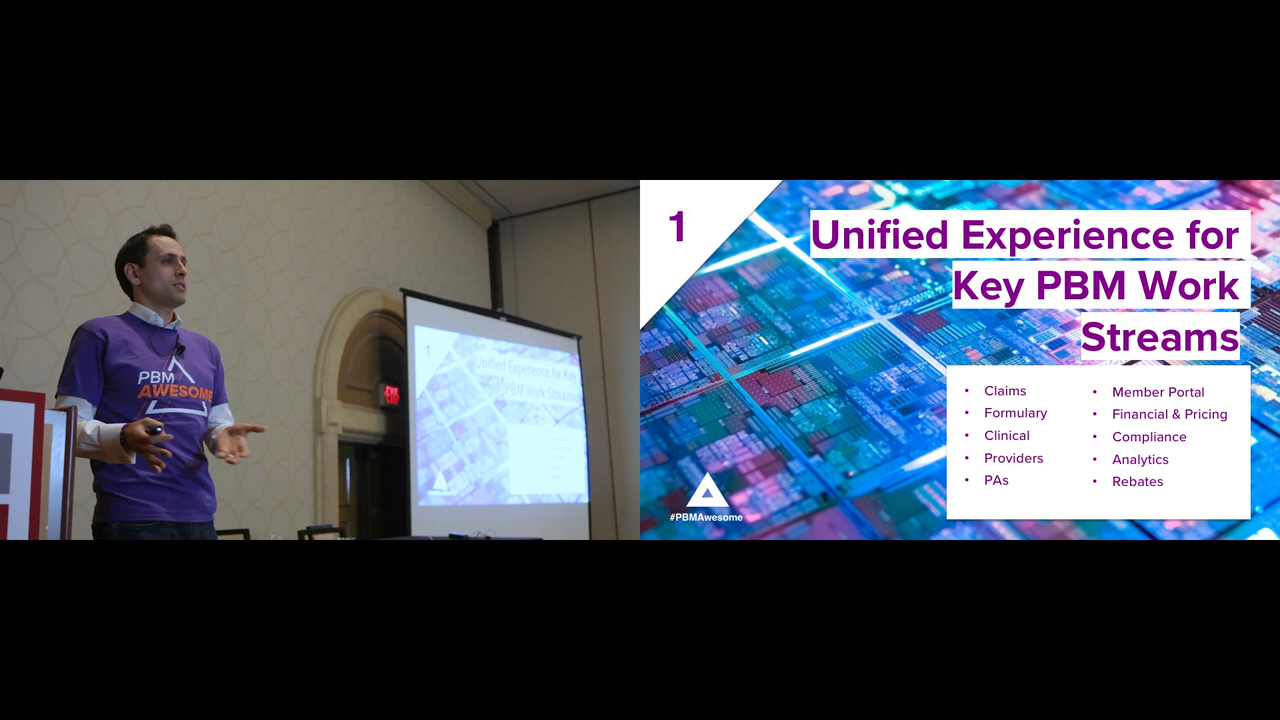 PBM
AWESOME
EXIT
1
Unified Experience for Key
PBM Work Streams
1
Unified Experience for
Key PBM Work
Streams
• Claims
• Formulary
• Clinical
• Providers
• PAs
• Member Portal
• Financial & Pricing
• Compliance
• Analytics
• Rebates
#PBMAwesome